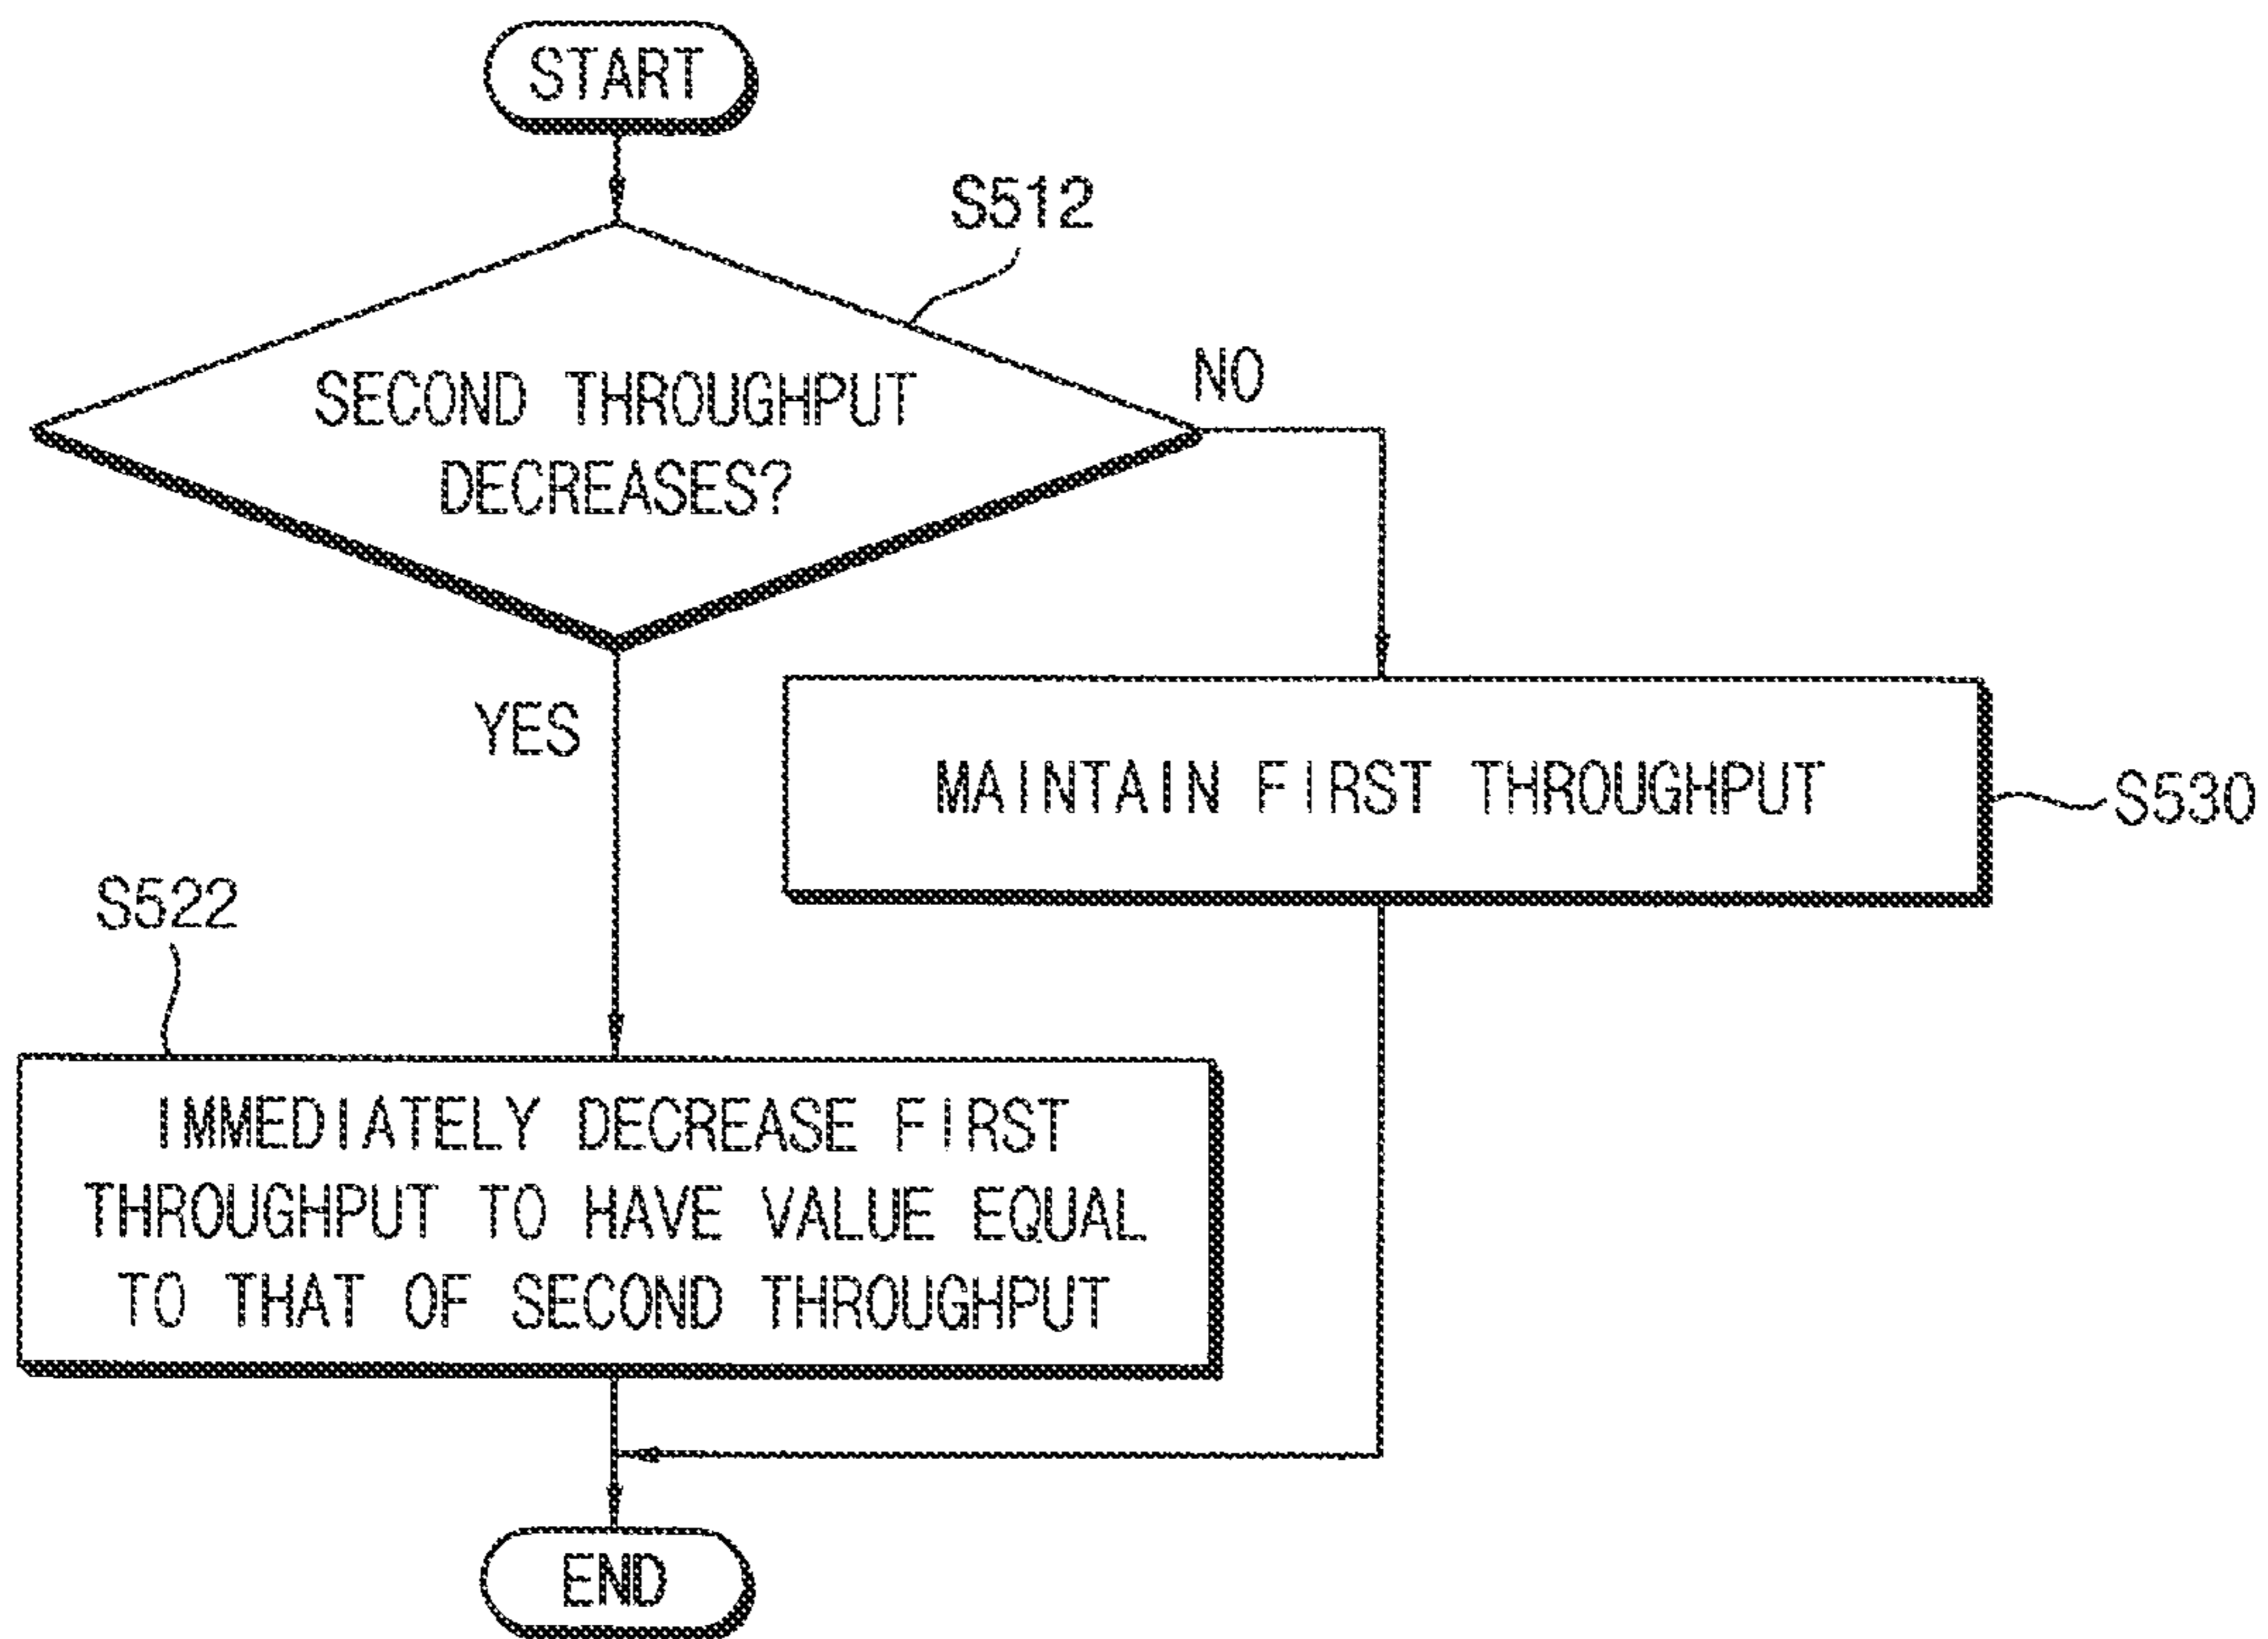 START
S512
SECOND THROUGHPUT
DECREASES?
NO
YES
MAINTAIN FIRST THROUGHPUT
S530
S522
IMMEDIATELY DECREASE FIRST
THROUGHPUT TO HAVE VALUE EQUAL
TO THAT OF SECOND THROUGHPUT
END